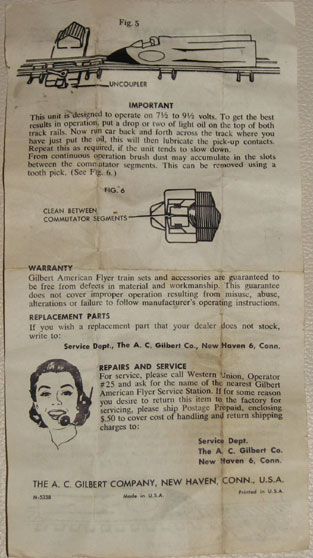 Fig. 5
UNCOUPLER
IMPORTANT
This unit is designed to operate on 7½ to 9½ volts. To get the best
results in operation, put a drop or two of light oil on the top of both
track rails. Now run car back and forth across the track where you
have just put the oil, this will then lubricate the pick-up contacts.
Repeat this as required, if the unit tends to slow down.
From continuous operation brush dust may accumulate in the slots
between the commutator segments. This can be removed using a
tooth pick. (See Fig. 6.)
FIG. 6
CLEAN BETWEEN
COMMUTATOR SEGMENTS
WARRANTY
Gilbert American Flyer train sets and accessories are guaranteed to
be free from defects in material and workmanship. This guarantee
does not cover improper operation resulting from misuse, abuse,
alterations or failure to follow manufacturer's operating instructions.
REPLACEMENT PARTS
If you wish a replacement part that your dealer does not stock,
write to:
Service Dept., The A. C. Gilbert Co., New Haven 6, Conn.
REPAIRS AND SERVICE
For service, please call Western Union, Operator
#25 and ask for the name of the nearest Gilbert
American Flyer Service Station. If for some reason
you desire to return this item to the factory for
servicing, please ship Postage Prepaid, enclosing
$.50 to cover cost of handling and return shipping
charges to:
Service Dept.
The A. C. Gilbert Co.
New Haven 6, Conn.
THE A. C. GILBERT COMPANY, NEW HAVEN, CONN., U.S.A.
M-5338 Made in U.S.A. Printed in U.S.A.